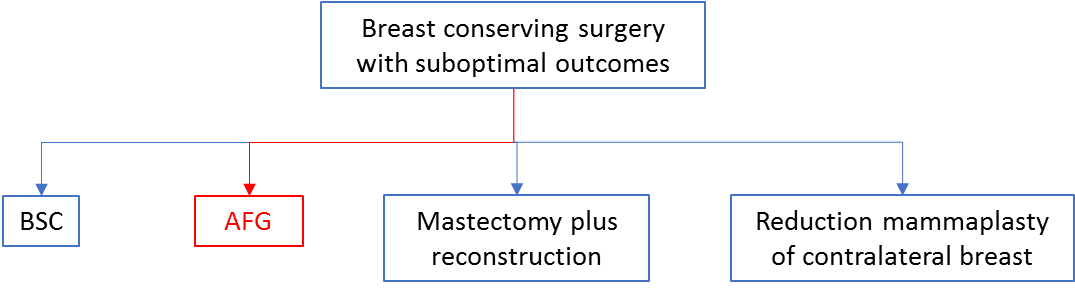 Breast conserving surgery
with suboptimal outcomes
BSC
AFG
Mastectomy plus
reconstruction
Reduction mammaplasty
of contralateral breast